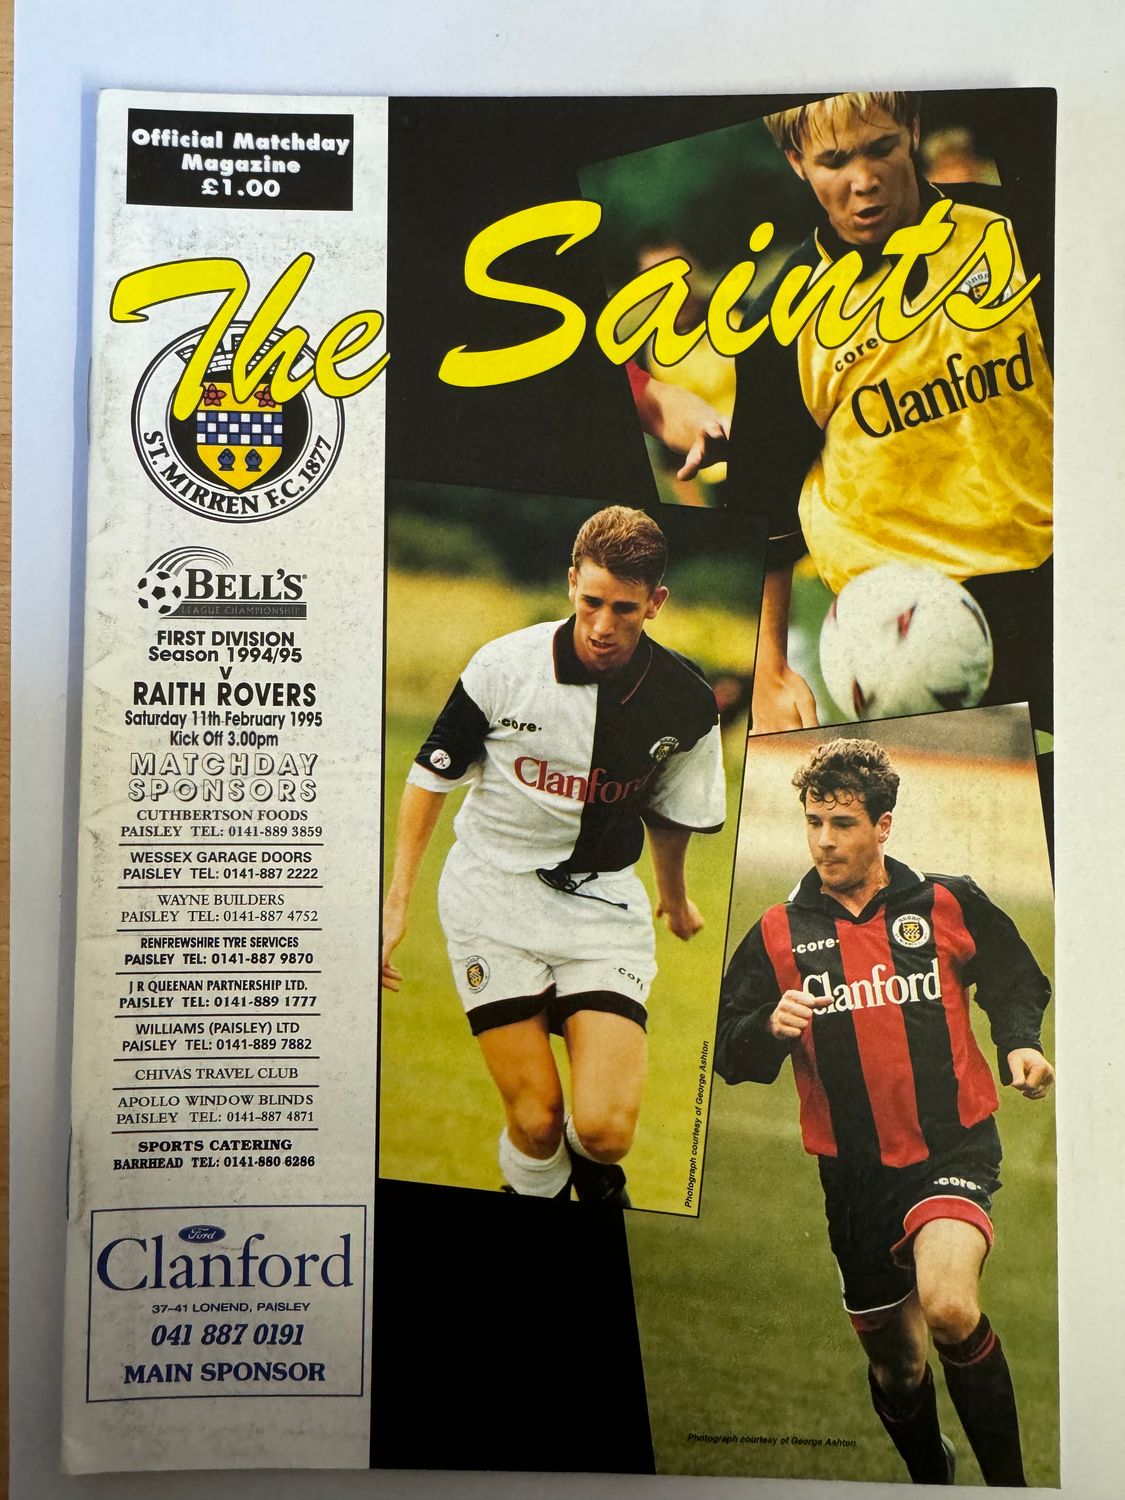 Official Matchday
Magazine
£1.00
The Saints
ST. MIRREN F.C. 1877
BELL'S
LEAGUE CHAMPIONSHIP
FIRST DIVISION
Season 1994/95
v
RAITH ROVERS
Saturday 11th February 1995
Kick Off 3.00pm
MATCHDAY
SPONSORS
CUTHBERTSON FOODS
PAISLEY TEL: 0141-889 3859
WESSEX GARAGE DOORS
PAISLEY TEL: 0141-887 2222
WAYNE BUILDERS
PAISLEY TEL: 0141-887 4752
RENFREWSHIRE TYRE SERVICES
PAISLEY TEL: 0141-887 9870
J R QUEENAN PARTNERSHIP LTD.
PAISLEY TEL: 0141-889 1777
WILLIAMS (PAISLEY) LTD
PAISLEY TEL: 0141-889 7882
CHIVAS TRAVEL CLUB
APOLLO WINDOW BLINDS
PAISLEY TEL: 0141-887 4871
SPORTS CATERING
BARRHEAD TEL: 0141-880 6286
Ford
Clanford
37-41 LONEND, PAISLEY
041 887 0191
MAIN SPONSOR
core
Clanford
·core·
Clanford
·cor
Photograph courtesy of George Ashton
·core·
Clanford
·core·
Photograph courtesy of George Ashton